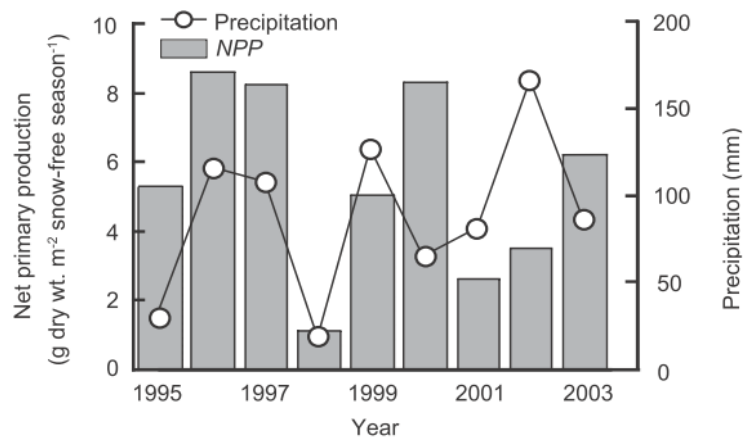 Precipitation
NPP
Net primary production
(g dry wt. m⁻² snow-free season⁻¹)
10
8
6
4
2
0
200
150
100
50
0
Precipitation (mm)
1995
1997
1999
2001
2003
Year